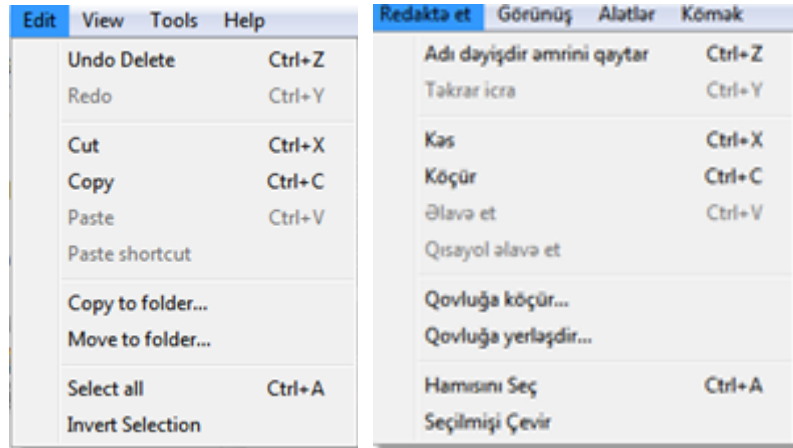 Edit View Tools Help
Undo Delete Ctrl+Z
Redo Ctrl+Y
Cut Ctrl+X
Copy Ctrl+C
Paste Ctrl+V
Paste shortcut
Copy to folder...
Move to folder...
Select all Ctrl+A
Invert Selection
Redaktə et Görünüş Alətlər Kömək
Adı dəyişdir əmrini qaytar Ctrl+Z
Təkrar icra Ctrl+Y
Kəs Ctrl+X
Köçür Ctrl+C
Əlavə et Ctrl+V
Qısayol əlavə et
Qovluğa köçür...
Qovluğa yerləşdir...
Hamısını Seç Ctrl+A
Seçilmişi Çevir